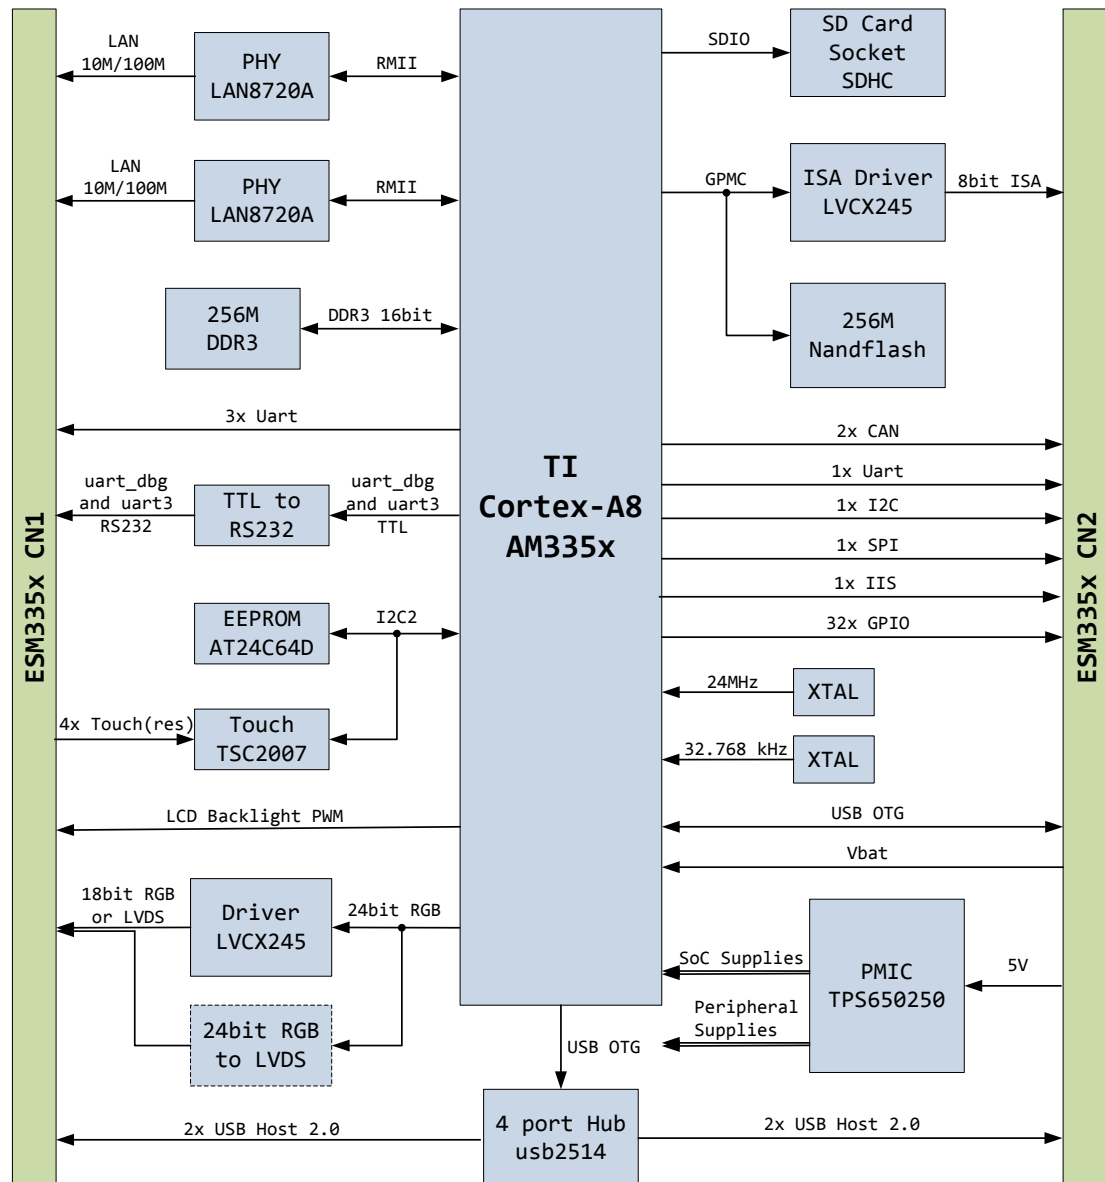 LAN
10M/100M
PHY
LAN8720A
RMII
LAN
10M/100M
PHY
LAN8720A
RMII
256M
DDR3
DDR3 16bit
3x Uart
uart_dbg
and uart3
RS232
TTL to
RS232
uart_dbg
and uart3
TTL
EEPROM
AT24C64D
I2C2
4x Touch(res)
Touch
TSC2007
LCD Backlight PWM
18bit RGB
or LVDS
Driver
LVCX245
24bit RGB
24bit RGB
to LVDS
2x USB Host 2.0
ESM335x CN1
TI
Cortex-A8
AM335x
USB OTG
4 port Hub
usb2514
SDIO
SD Card
Socket
SDHC
GPMC
ISA Driver
LVCX245
8bit ISA
256M
Nandflash
2x CAN
1x Uart
1x I2C
1x SPI
1x IIS
32x GPIO
24MHz
XTAL
32.768 kHz
XTAL
USB OTG
Vbat
SoC Supplies
Peripheral
Supplies
PMIC
TPS650250
5V
2x USB Host 2.0
ESM335x CN2